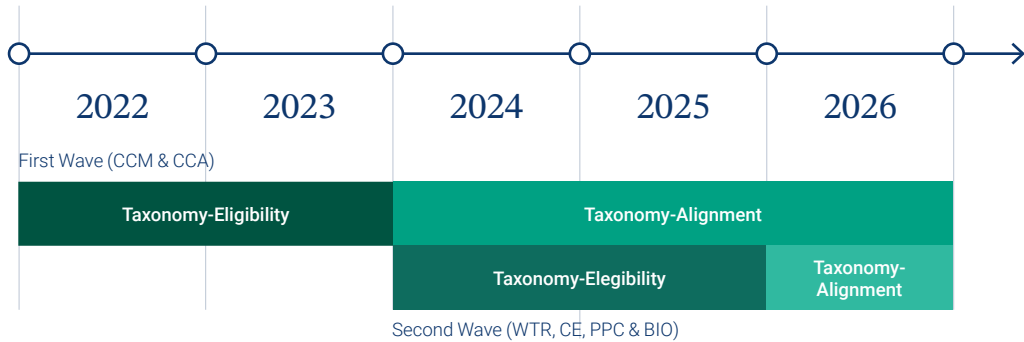 2022 2023 2024 2025 2026
First Wave (CCM & CCA)
Taxonomy-Eligibility Taxonomy-Alignment
Taxonomy-Elegibility
Taxonomy-
Alignment
Second Wave (WTR, CE, PPC & BIO)